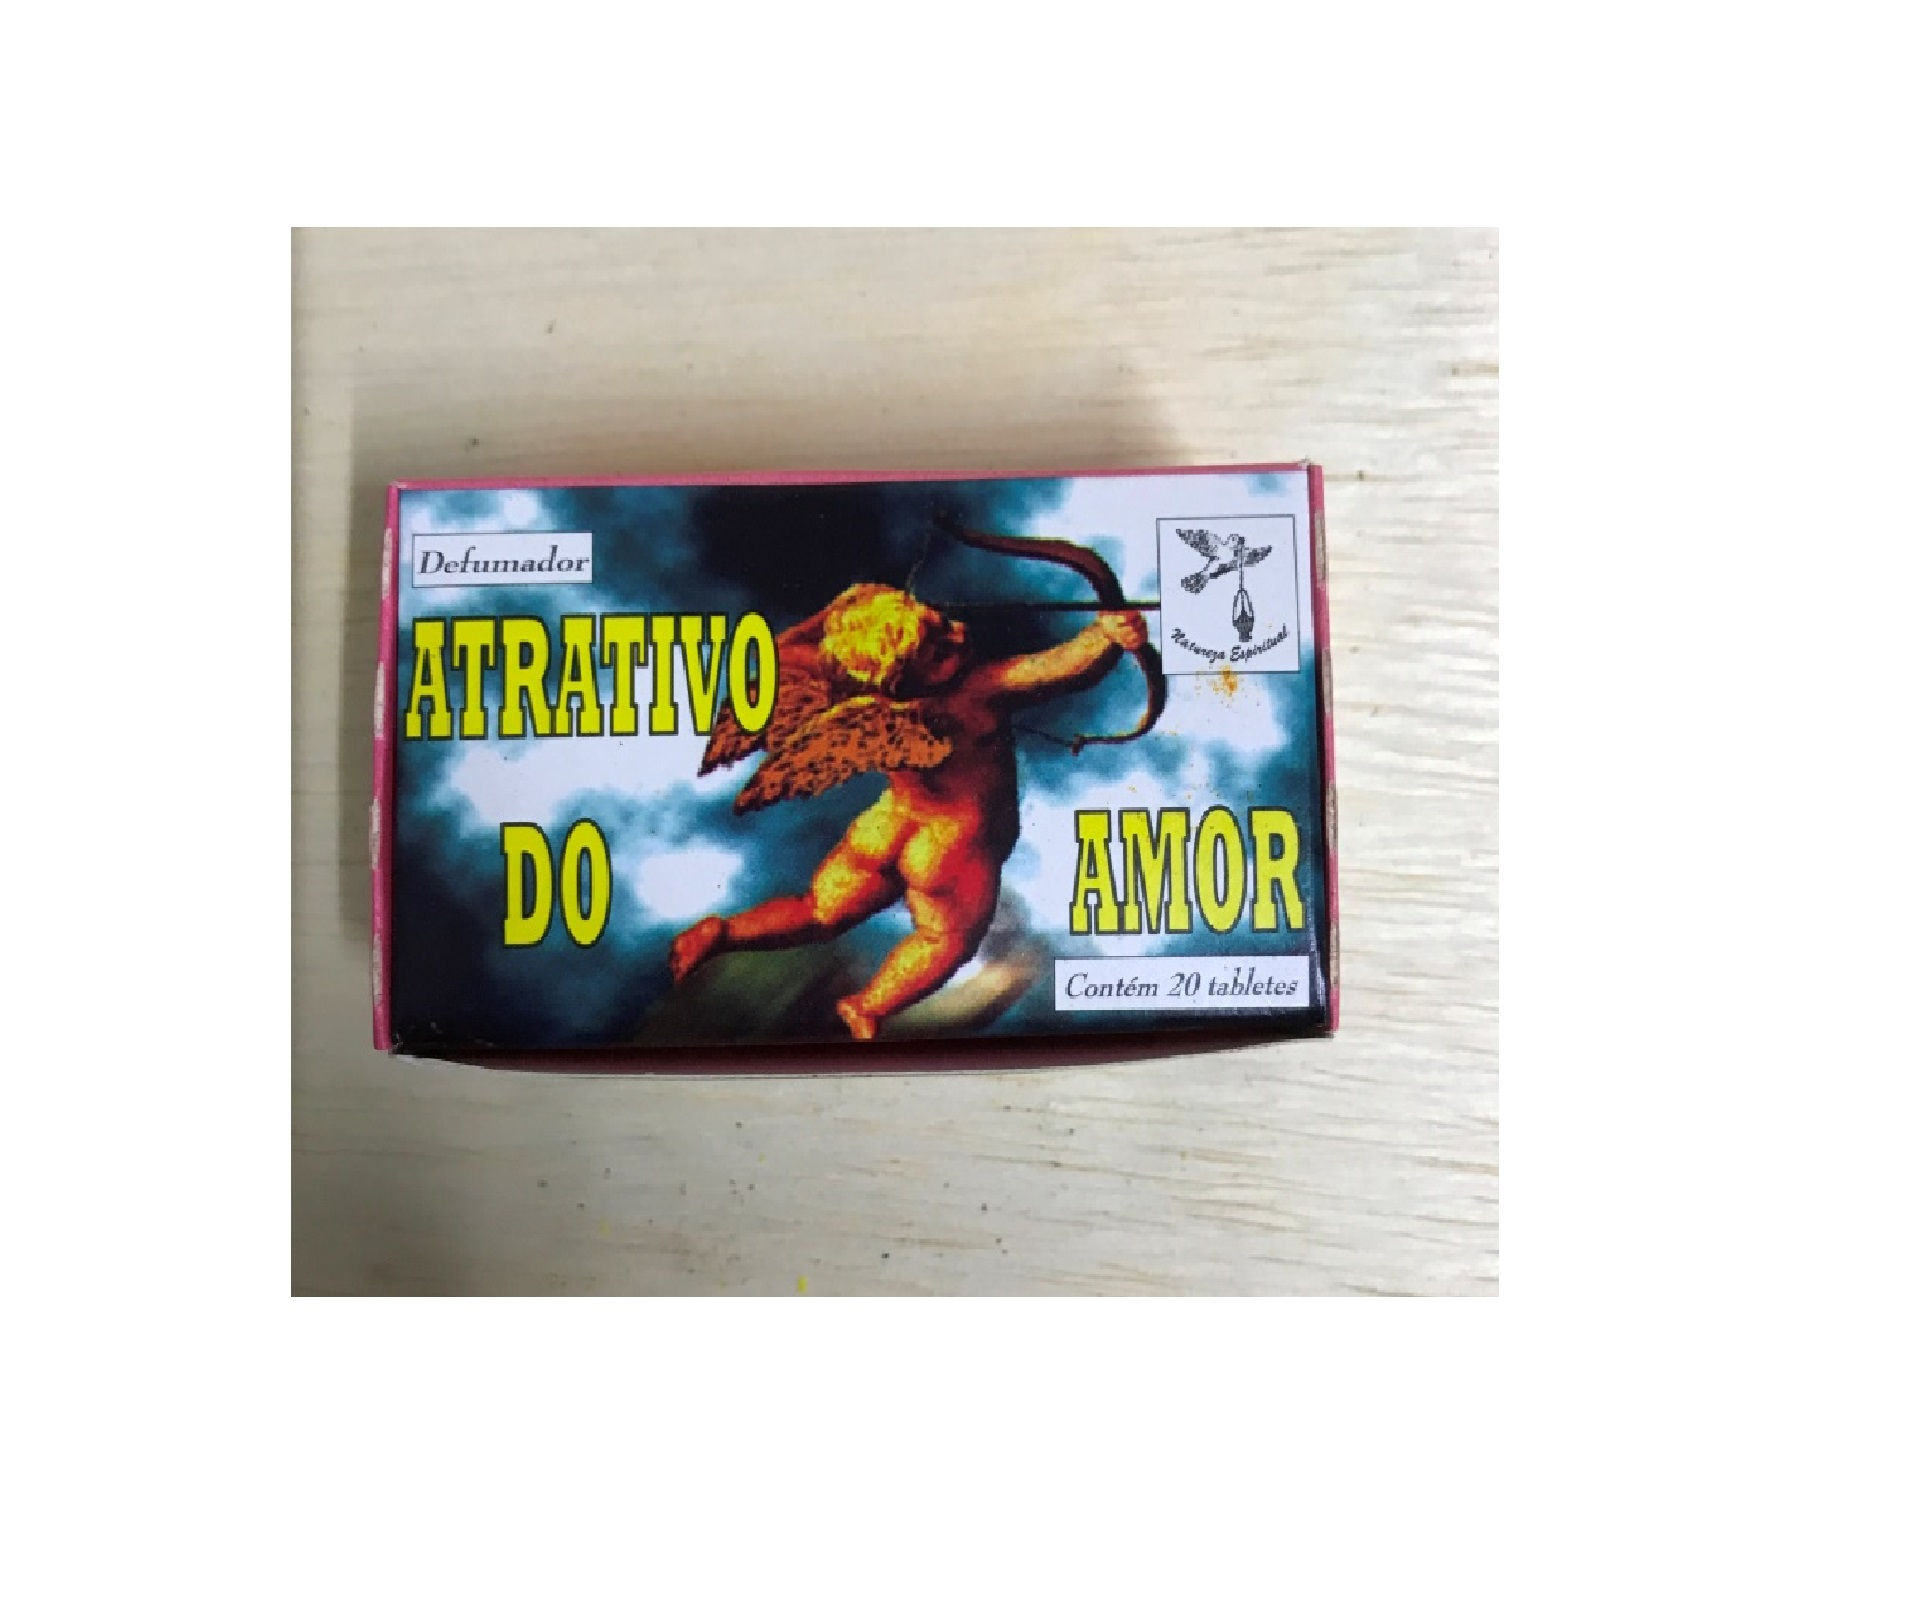 Defumador
ATRATIVO
DO AMOR
Natureza Espiritual
Contém 20 tabletes